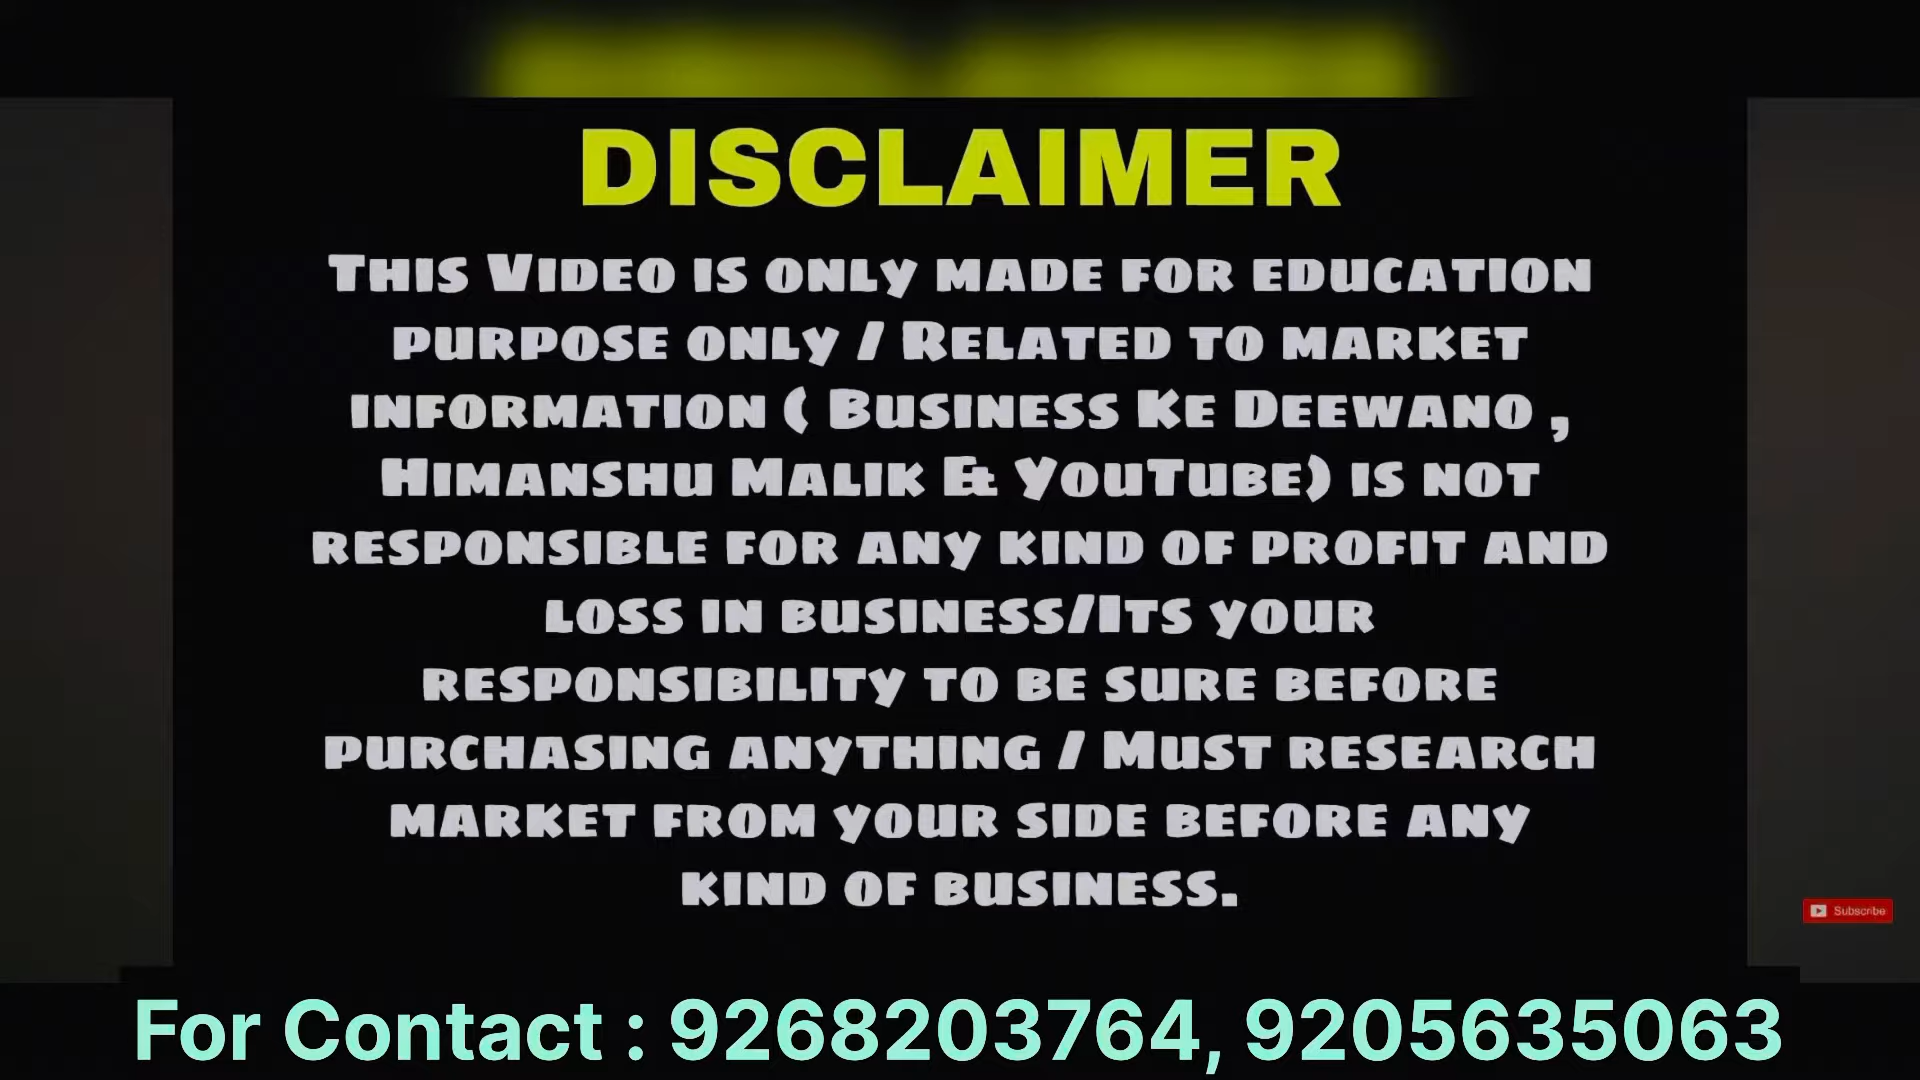 DISCLAIMER
This Video is only made for education
purpose only / Related to market
information ( Business Ke Deewano ,
Himanshu Malik & YouTube) is not
responsible for any kind of profit and
loss in business/Its your
responsibility to be sure before
purchasing anything / Must research
market from your side before any
kind of business.
Subscribe
For Contact : 9268203764, 9205635063